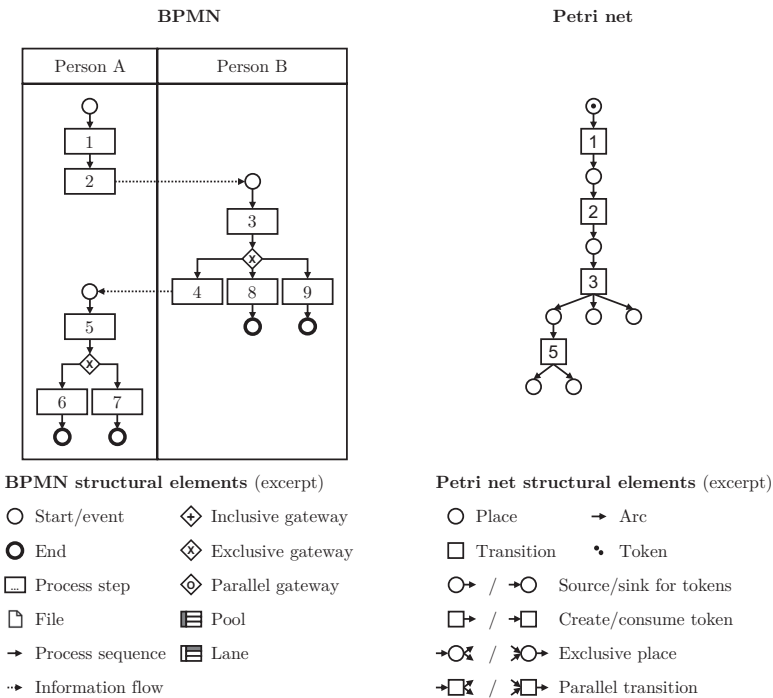 BPMN
Petri net
Person A
Person B
1
2
3
x
4
8
9
5
x
6
7
1
2
3
5
BPMN structural elements (excerpt)
Start/event
+ Inclusive gateway
End
x Exclusive gateway
... Process step
o Parallel gateway
File
Pool
Process sequence
Lane
Information flow
Petri net structural elements (excerpt)
Place
Arc
Transition
Token
/ Source/sink for tokens
/ Create/consume token
/ Exclusive place
/ Parallel transition